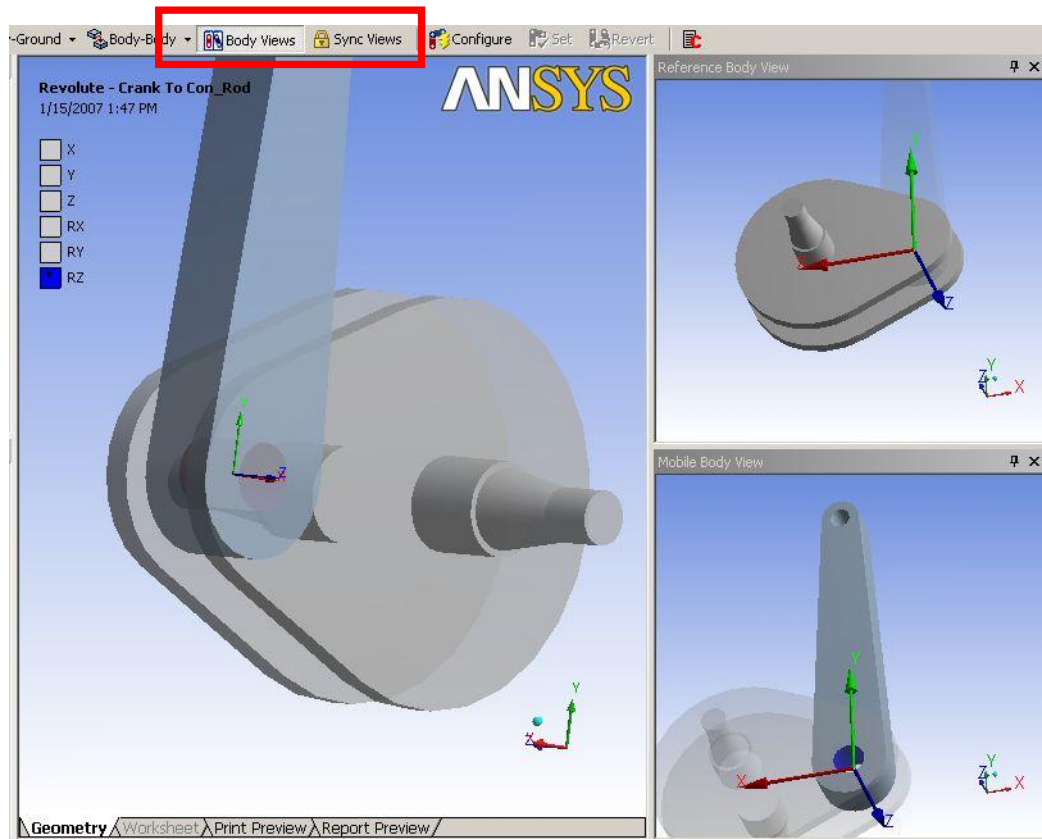 -Ground Body-Body Body Views Sync Views Configure Set Revert
Revolute - Crank To Con_Rod
1/15/2007 1:47 PM
ANSYS
X
Y
Z
RX
RY
RZ
Y
Z
Y
Z
Geometry Worksheet Print Preview Report Preview
Reference Body View
Y
Z
Y
Z
X
Mobile Body View
Y
X
Z
Y
Z
X